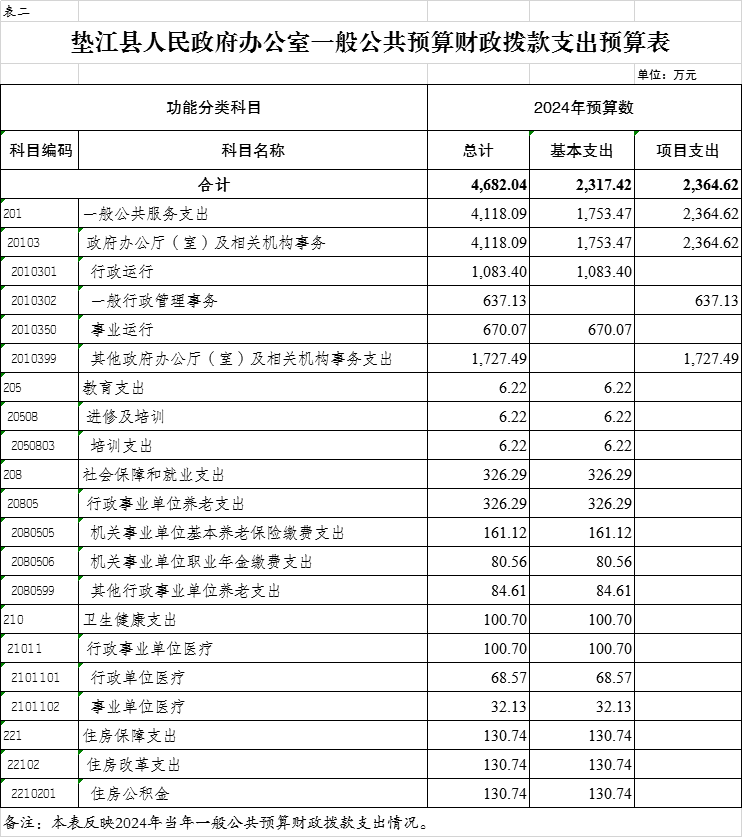 表二
垫江县人民政府办公室一般公共预算财政拨款支出预算表
单位：万元
功能分类科目 2024年预算数
科目编码 科目名称 总计 基本支出 项目支出
合计 4,682.04 2,317.42 2,364.62
201 一般公共服务支出 4,118.09 1,753.47 2,364.62
20103 政府办公厅（室）及相关机构事务 4,118.09 1,753.47 2,364.62
2010301 行政运行 1,083.40 1,083.40
2010302 一般行政管理事务 637.13 637.13
2010350 事业运行 670.07 670.07
2010399 其他政府办公厅（室）及相关机构事务支出 1,727.49 1,727.49
205 教育支出 6.22 6.22
20508 进修及培训 6.22 6.22
2050803 培训支出 6.22 6.22
208 社会保障和就业支出 326.29 326.29
20805 行政事业单位养老支出 326.29 326.29
2080505 机关事业单位基本养老保险缴费支出 161.12 161.12
2080506 机关事业单位职业年金缴费支出 80.56 80.56
2080599 其他行政事业单位养老支出 84.61 84.61
210 卫生健康支出 100.70 100.70
21011 行政事业单位医疗 100.70 100.70
2101101 行政单位医疗 68.57 68.57
2101102 事业单位医疗 32.13 32.13
221 住房保障支出 130.74 130.74
22102 住房改革支出 130.74 130.74
2210201 住房公积金 130.74 130.74
备注：本表反映2024年当年一般公共预算财政拨款支出情况。